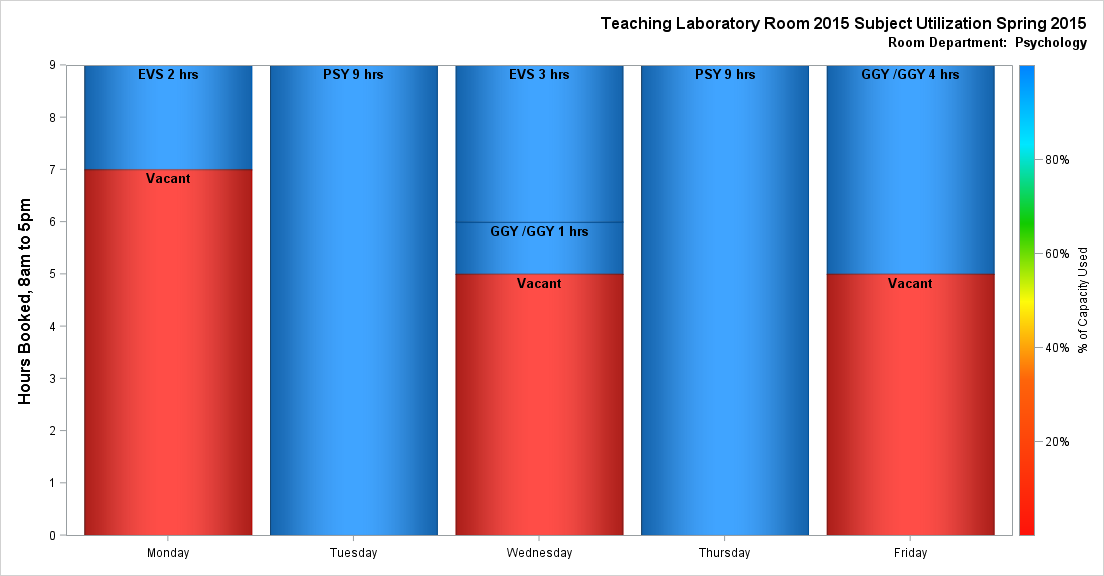 Teaching Laboratory Room 2015 Subject Utilization Spring 2015
Room Department:  Psychology
Hours Booked, 8am to 5pm
9
8
7
6
5
4
3
2
1
0
EVS 2 hrs
Vacant
PSY 9 hrs
EVS 3 hrs
GGY /GGY 1 hrs
Vacant
PSY 9 hrs
GGY /GGY 4 hrs
Vacant
Monday
Tuesday
Wednesday
Thursday
Friday
80%
60%
40%
20%
% of Capacity Used